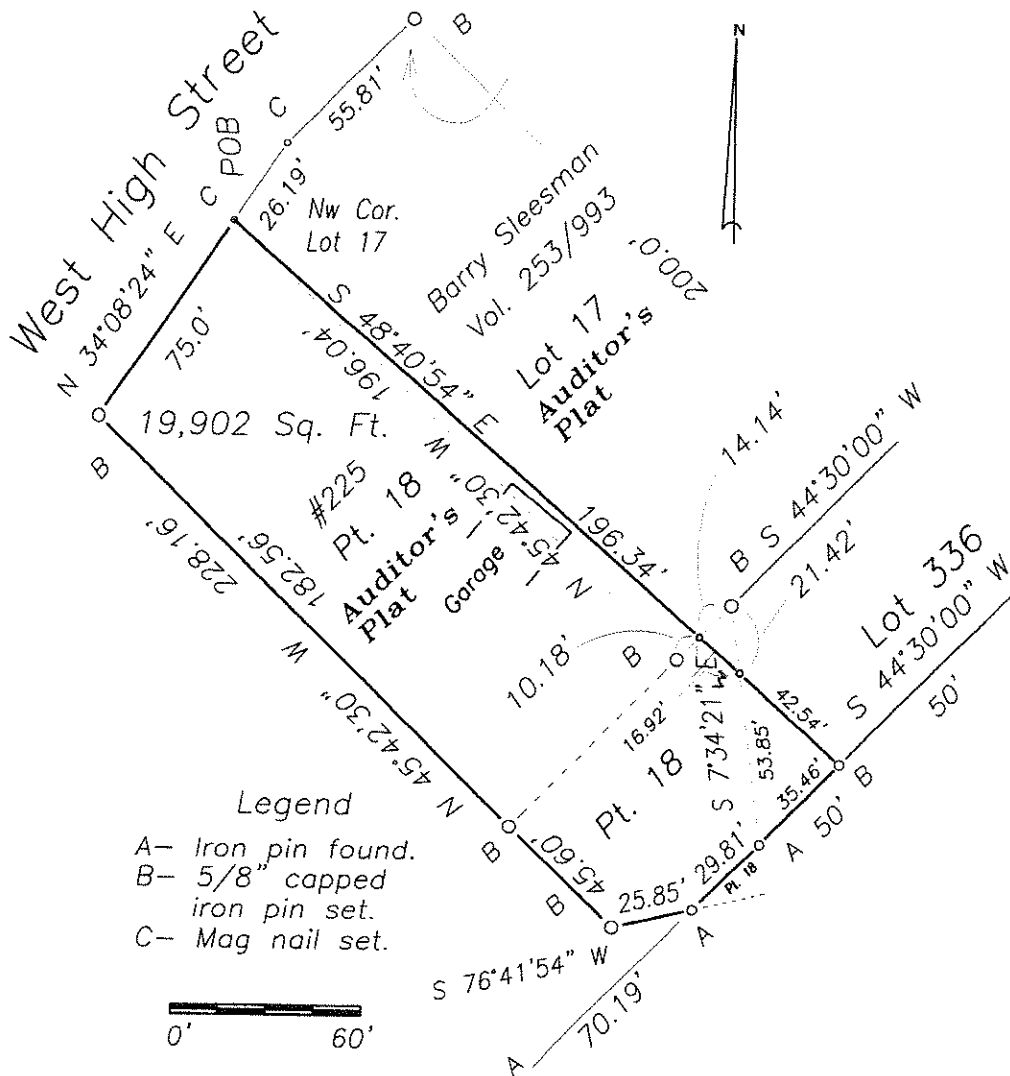 B
N
55.81'
C
West High Street
POB
C
26.19'
Nw Cor.
Lot 17
N 34°08'24" E
75.0'
Barry Sleesman
Vol. 253/993
200.0'
Lot 17
Auditor's
Plat
S 48°40'54" E
196.04'
N 45°42'30" W
196.34'
B
19,902 Sq. Ft.
#225
Pt. 18
Auditor's
Plat
Garage
14.14'
B
S 44°30'00" W
21.42'
Lot 336
S 44°30'00" W
50'
228.16'
182.56'
N 45°42'30" W
10.18'
B
16.92'
S 7°34'21" E
53.85'
42.54'
B
35.46'
50'
A
Pt. 18
29.81'
Pt. 18
B
45.60'
B
25.85'
A
S 76°41'54" W
70.19'
A
Legend
A– Iron pin found.
B– 5/8" capped
iron pin set.
C– Mag nail set.
0'
60'